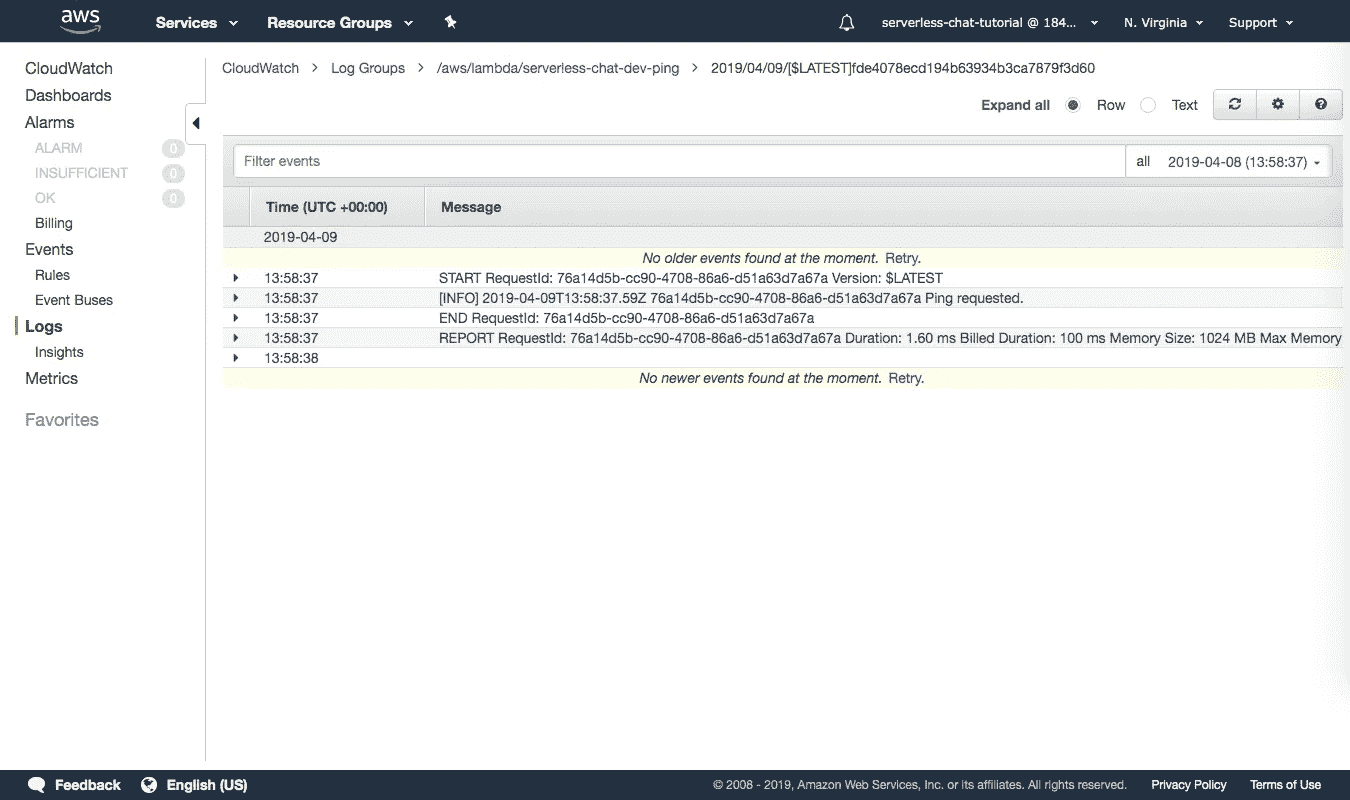 aws Services Resource Groups serverless-chat-tutorial @ 184... N. Virginia Support
CloudWatch
Dashboards
Alarms
ALARM 0
INSUFFICIENT 0
OK 0
Billing
Events
Rules
Event Buses
Logs
Insights
Metrics
Favorites
CloudWatch > Log Groups > /aws/lambda/serverless-chat-dev-ping > 2019/04/09/[$LATEST]fde4078ecd194b63934b3ca7879f3d60
Expand all Row Text ?
Filter events all 2019-04-08 (13:58:37)
Time (UTC +00:00) Message
2019-04-09
No older events found at the moment. Retry.
13:58:37 START RequestId: 76a14d5b-cc90-4708-86a6-d51a63d7a67a Version: $LATEST
13:58:37 [INFO] 2019-04-09T13:58:37.59Z 76a14d5b-cc90-4708-86a6-d51a63d7a67a Ping requested.
13:58:37 END RequestId: 76a14d5b-cc90-4708-86a6-d51a63d7a67a
13:58:37 REPORT RequestId: 76a14d5b-cc90-4708-86a6-d51a63d7a67a Duration: 1.60 ms Billed Duration: 100 ms Memory Size: 1024 MB Max Memory
13:58:38
No newer events found at the moment. Retry.
Feedback English (US) © 2008 - 2019, Amazon Web Services, Inc. or its affiliates. All rights reserved. Privacy Policy Terms of Use